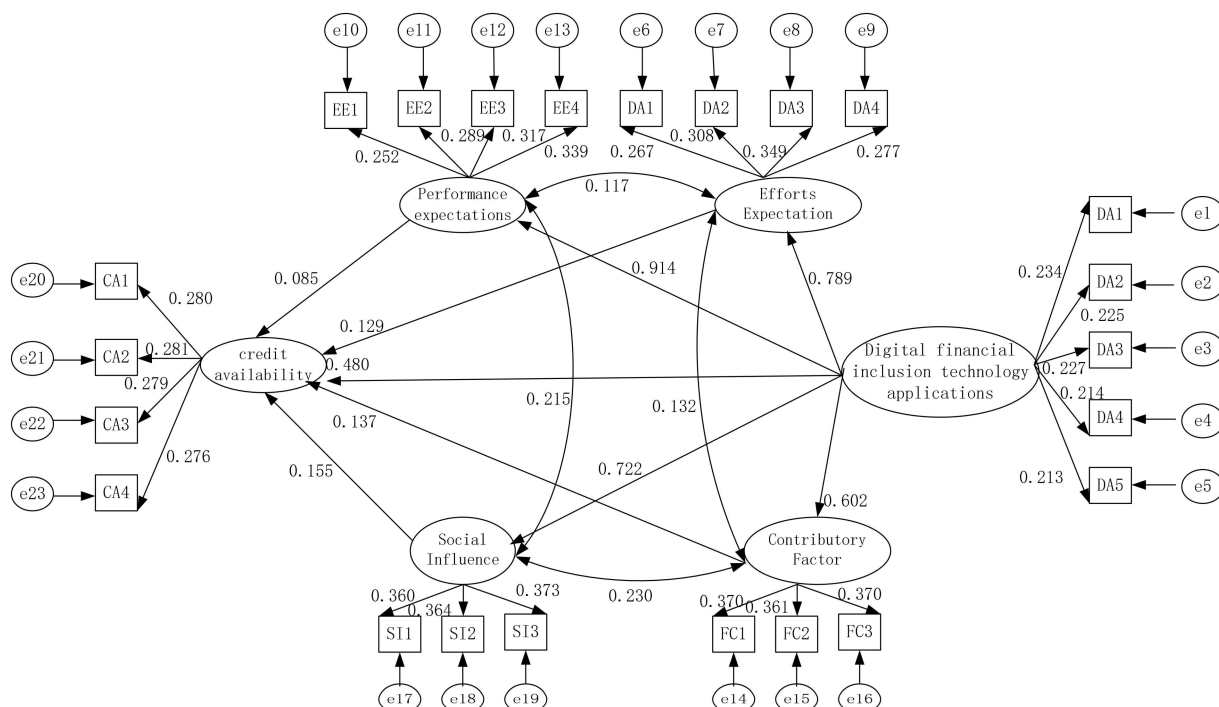 e10 e11 e12 e13 e6 e7 e8 e9
EE1 EE2 EE3 EE4 DA1 DA2 DA3 DA4
0.252 0.289 0.317 0.339 0.267 0.308 0.349 0.277
Performance
expectations
0.117
Efforts
Expectation
DA1 e1
0.234
e20 CA1
0.280
0.085
0.914
0.789
DA2 e2
0.225
0.129
e21 CA2
0.281
credit
availability
0.480
Digital financial
inclusion technology
applications
DA3 e3
0.227
0.279
0.214
e22 CA3
0.137
0.215
0.132
DA4 e4
0.276
0.155
0.722
0.213
e23 CA4
DA5 e5
0.602
Social
Influence
Contributory
Factor
0.230
0.360 0.364 0.373 0.370 0.361 0.370
SI1 SI2 SI3 FC1 FC2 FC3
e17 e18 e19 e14 e15 e16